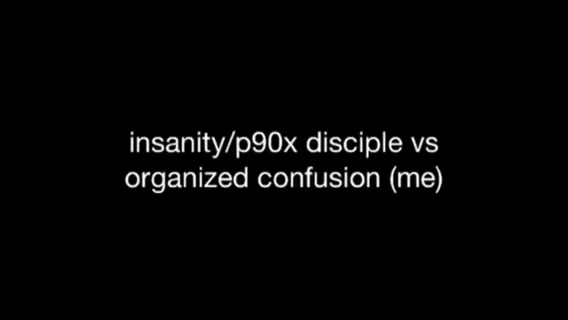 insanity/p90x disciple vs
organized confusion (me)